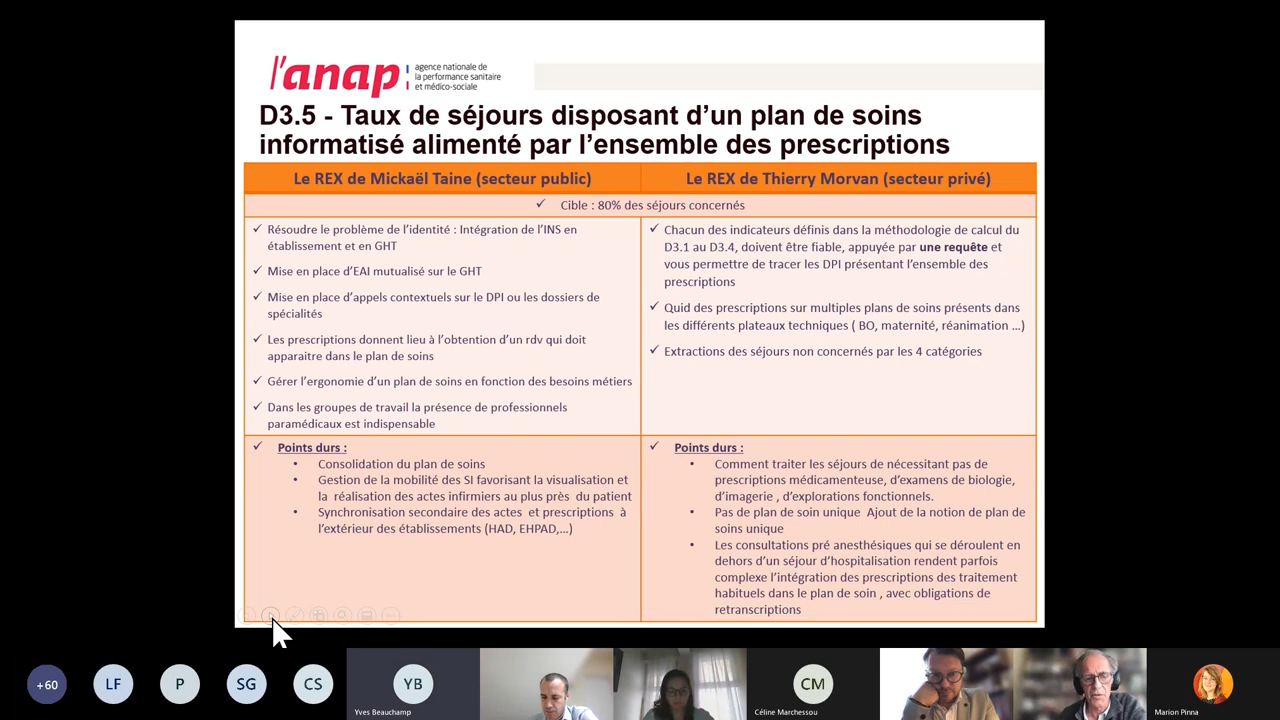 l'anap
agence nationale de
la performance sanitaire
et médico-sociale
D3.5 - Taux de séjours disposant d’un plan de soins
informatisé alimenté par l’ensemble des prescriptions
Le REX de Mickaël Taine (secteur public)
Le REX de Thierry Morvan (secteur privé)
✓ Cible : 80% des séjours concernés
✓ Résoudre le problème de l’identité : Intégration de l’INS en
établissement et en GHT
✓ Mise en place d’EAI mutualisé sur le GHT
✓ Mise en place d’appels contextuels sur le DPI ou les dossiers de
spécialités
✓ Les prescriptions donnent lieu à l’obtention d’un rdv qui doit
apparaitre dans le plan de soins
✓ Gérer l’ergonomie d’un plan de soins en fonction des besoins métiers
✓ Dans les groupes de travail la présence de professionnels
paramédicaux est indispensable
✓ Chacun des indicateurs définis dans la méthodologie de calcul du
D3.1 au D3.4, doivent être fiable, appuyée par une requête et
vous permettre de tracer les DPI présentant l’ensemble des
prescriptions
✓ Quid des prescriptions sur multiples plans de soins présents dans
les différents plateaux techniques ( BO, maternité, réanimation …)
✓ Extractions des séjours non concernés par les 4 catégories
✓ Points durs :
• Consolidation du plan de soins
• Gestion de la mobilité des SI favorisant la visualisation et
la réalisation des actes infirmiers au plus près du patient
• Synchronisation secondaire des actes et prescriptions à
l’extérieur des établissements (HAD, EHPAD,…)
✓ Points durs :
• Comment traiter les séjours de nécessitant pas de
prescriptions médicamenteuse, d’examens de biologie,
d’imagerie , d’explorations fonctionnels.
• Pas de plan de soin unique Ajout de la notion de plan de
soins unique
• Les consultations pré anesthésiques qui se déroulent en
dehors d’un séjour d’hospitalisation rendent parfois
complexe l’intégration des prescriptions des traitement
habituels dans le plan de soin , avec obligations de
retranscriptions
+60
LF
P
SG
CS
YB
Yves Beauchamp
CM
Céline Marchessou
Marion Pinna